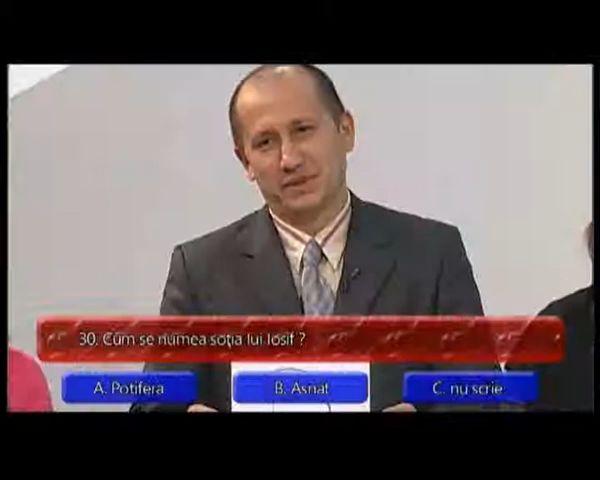 30. Cum se numea soția lui Iosif ?
A. Potifera
B. Asnat
C. nu scrie